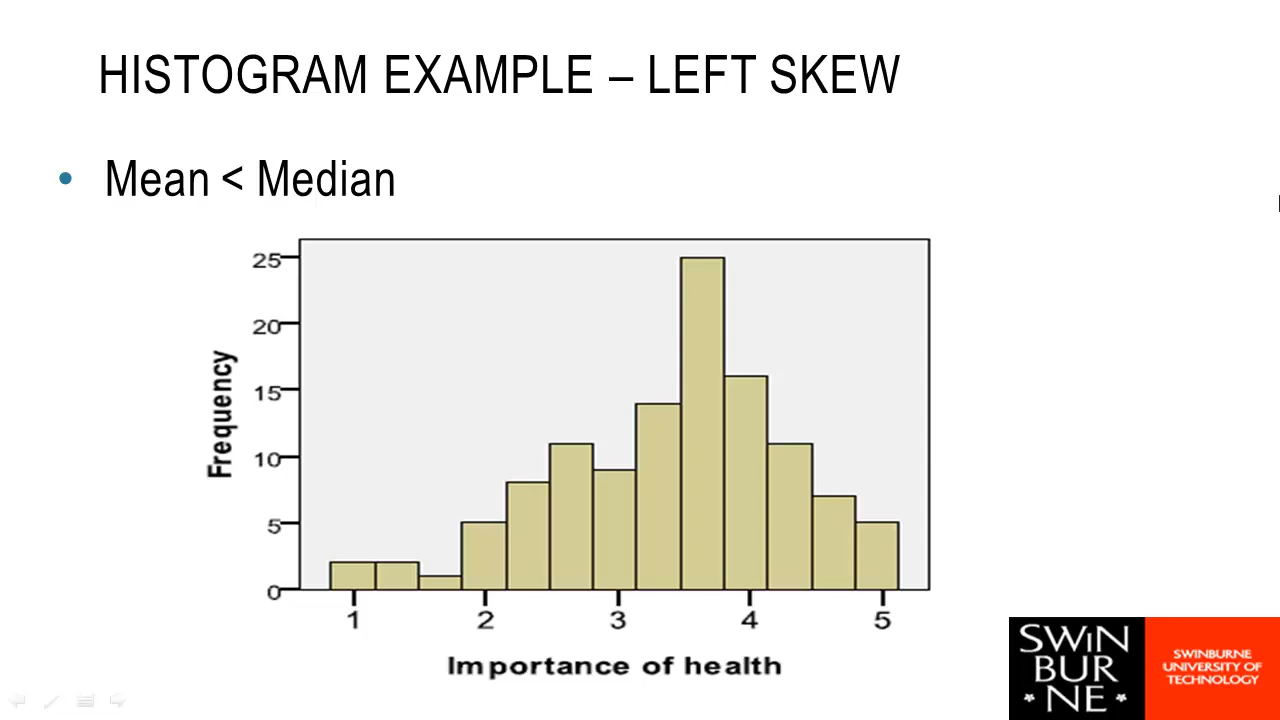 HISTOGRAM EXAMPLE – LEFT SKEW
• Mean < Median
Frequency
25
20
15
10
5
0
1 2 3 4 5
Importance of health
SWIN
BUR
* NE *
SWINBURNE
UNIVERSITY OF
TECHNOLOGY